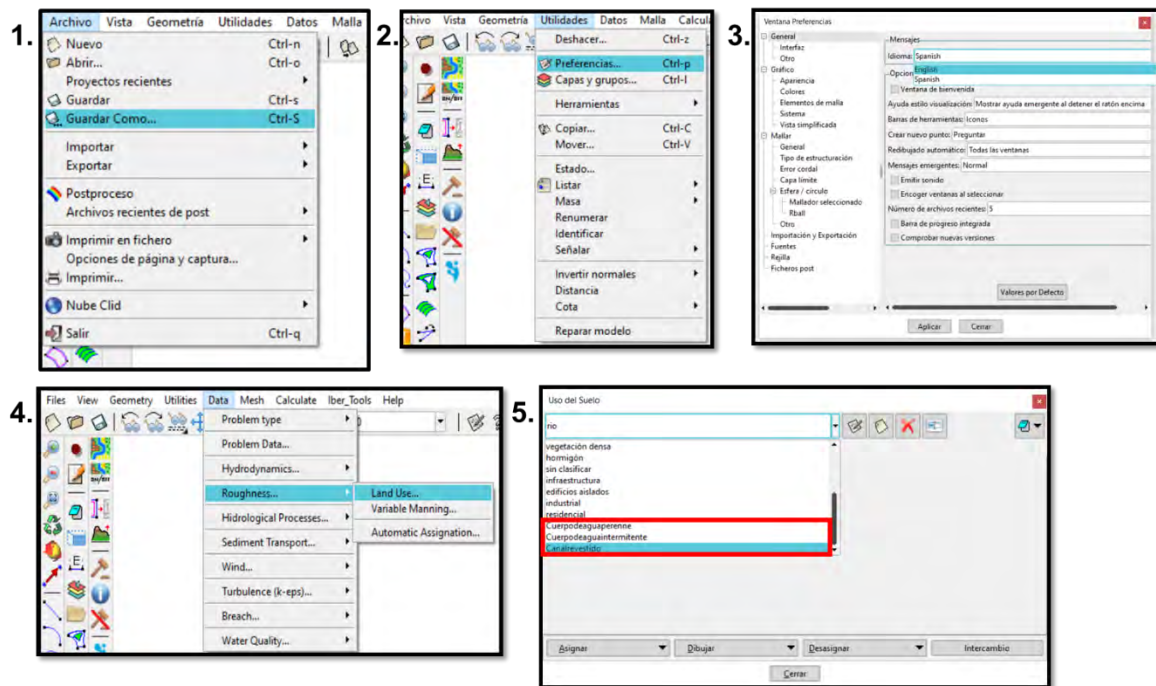 1.
Archivo Vista Geometría Utilidades Datos Malla
Nuevo Ctrl-n
Abrir... Ctrl-o
Proyectos recientes
Guardar Ctrl-s
Guardar Como... Ctrl-S
Importar
Exportar
Postproceso
Archivos recientes de post
Imprimir en fichero
Opciones de página y captura...
Imprimir...
Nube Clid
Salir Ctrl-q
2.
rchivo Vista Geometría Utilidades Datos Malla Calcula
Deshacer... Ctrl-z
Preferencias... Ctrl-p
Capas y grupos... Ctrl-l
Herramientas
Copiar... Ctrl-C
Mover... Ctrl-V
Estado...
Listar
Masa
Renumerar
Identificar
Señalar
Invertir normales
Distancia
Cota
Reparar modelo
3.
Ventana Preferencias
General
Interfaz
Otro
Gráfico
Apariencia
Colores
Elementos de malla
Sistema
Vista simplificada
Mallar
General
Tipo de estructuración
Error cordal
Capa límite
Esfera / círculo
Mallador seleccionado
Rball
Otro
Importación y Exportación
Fuentes
Rejilla
Ficheros post
Mensajes
Idioma: Spanish
English
Spanish
Opcion
Ventana de bienvenida
Ayuda estilo visualización: Mostrar ayuda emergente al detener el ratón encima
Barras de herramientas: Iconos
Crear nuevo punto: Preguntar
Redibujado automático: Todas las ventanas
Mensajes emergentes: Normal
Emitir sonido
Encoger ventanas al seleccionar
Número de archivos recientes: 5
Barra de progreso integrada
Comprobar nuevas versiones
Valores por Defecto
Aplicar Cerrar
4.
Files View Geometry Utilities Data Mesh Calculate Iber_Tools Help
Problem type
Problem Data...
Hydrodynamics...
Roughness...
Hidrological Processes...
Sediment Transport...
Wind...
Turbulence (k-eps)...
Breach...
Water Quality...
Land Use...
Variable Manning...
Automatic Assignation...
5.
Uso del Suelo
rio
vegetación densa
hormigón
sin clasificar
infraestructura
edificios aislados
industrial
residencial
Cuerpodeaguaperenne
Cuerpodeaguaintermitente
Canalrevestido
Asignar Dibujar Desasignar Intercambio
Cerrar